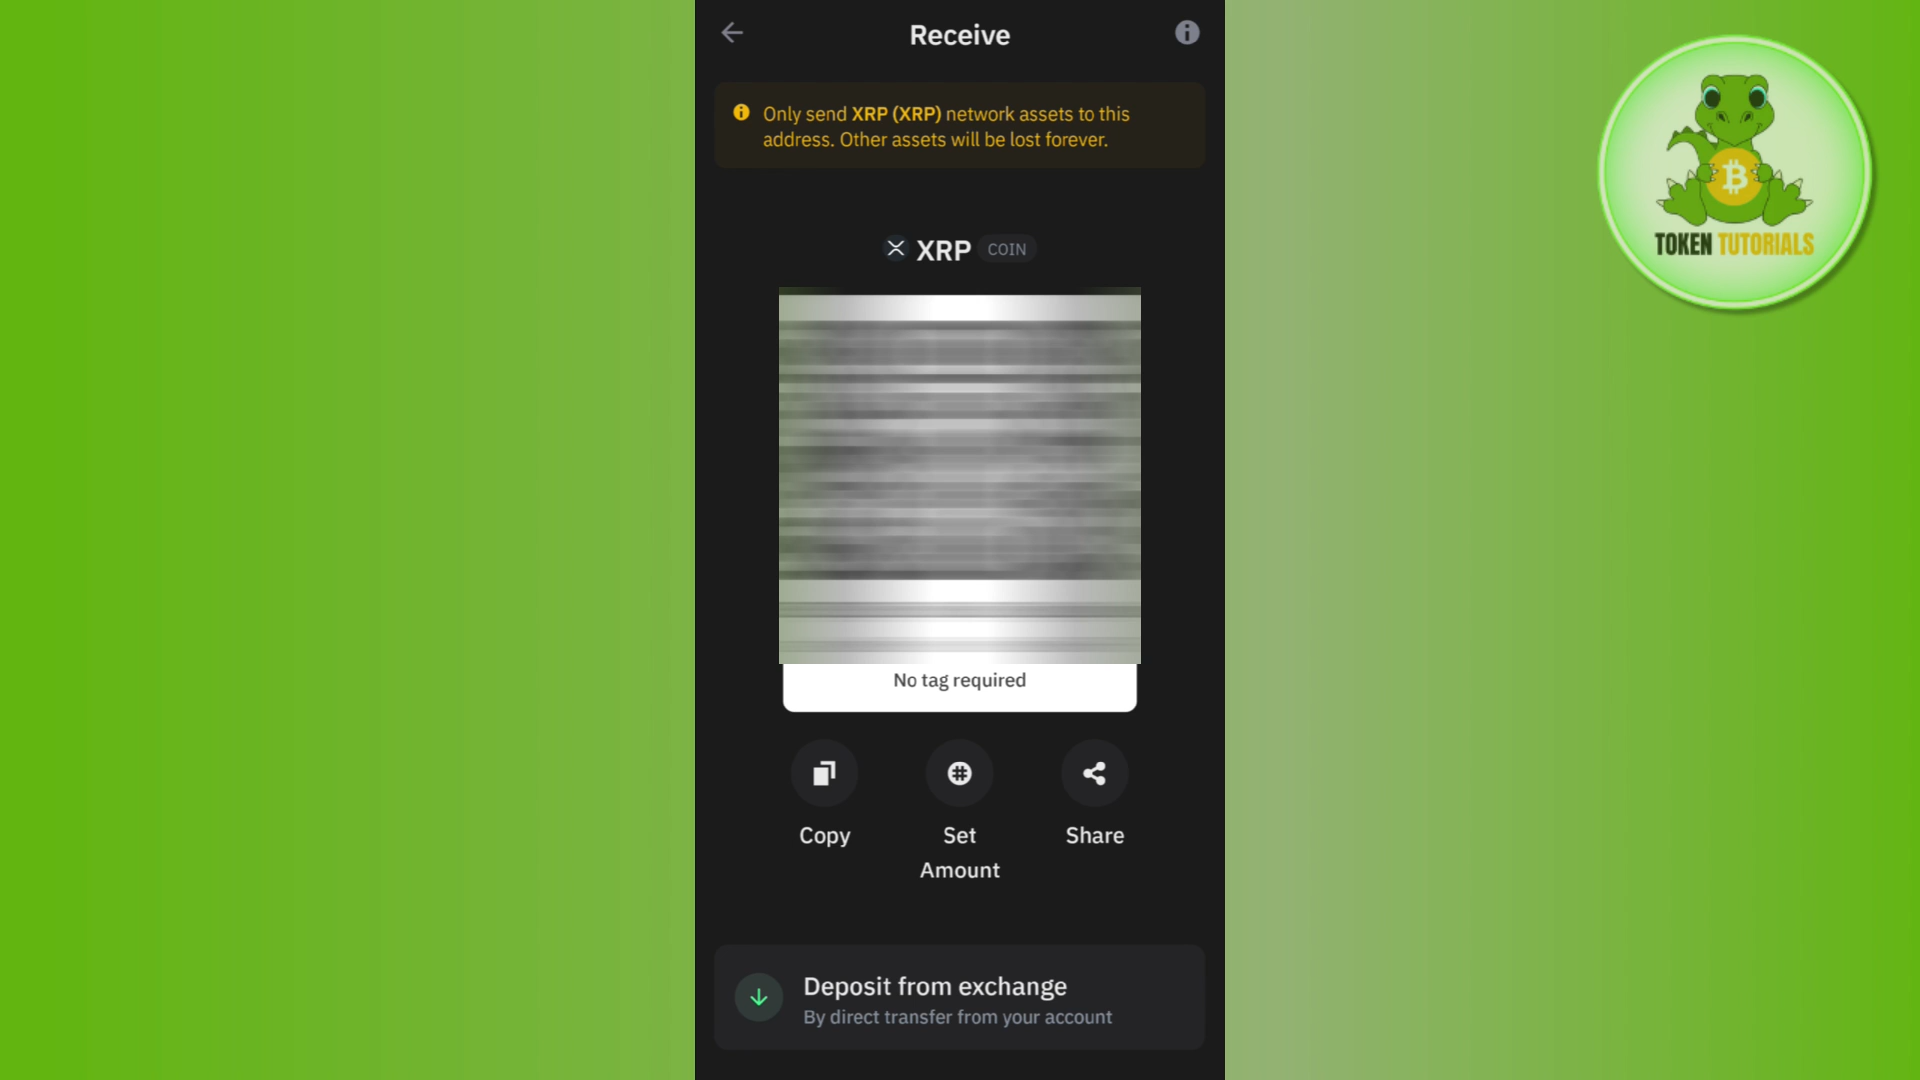 Receive
Only send XRP (XRP) network assets to this
address. Other assets will be lost forever.
XRP COIN
No tag required
Copy
Set
Amount
Share
Deposit from exchange
By direct transfer from your account
TOKEN TUTORIALS